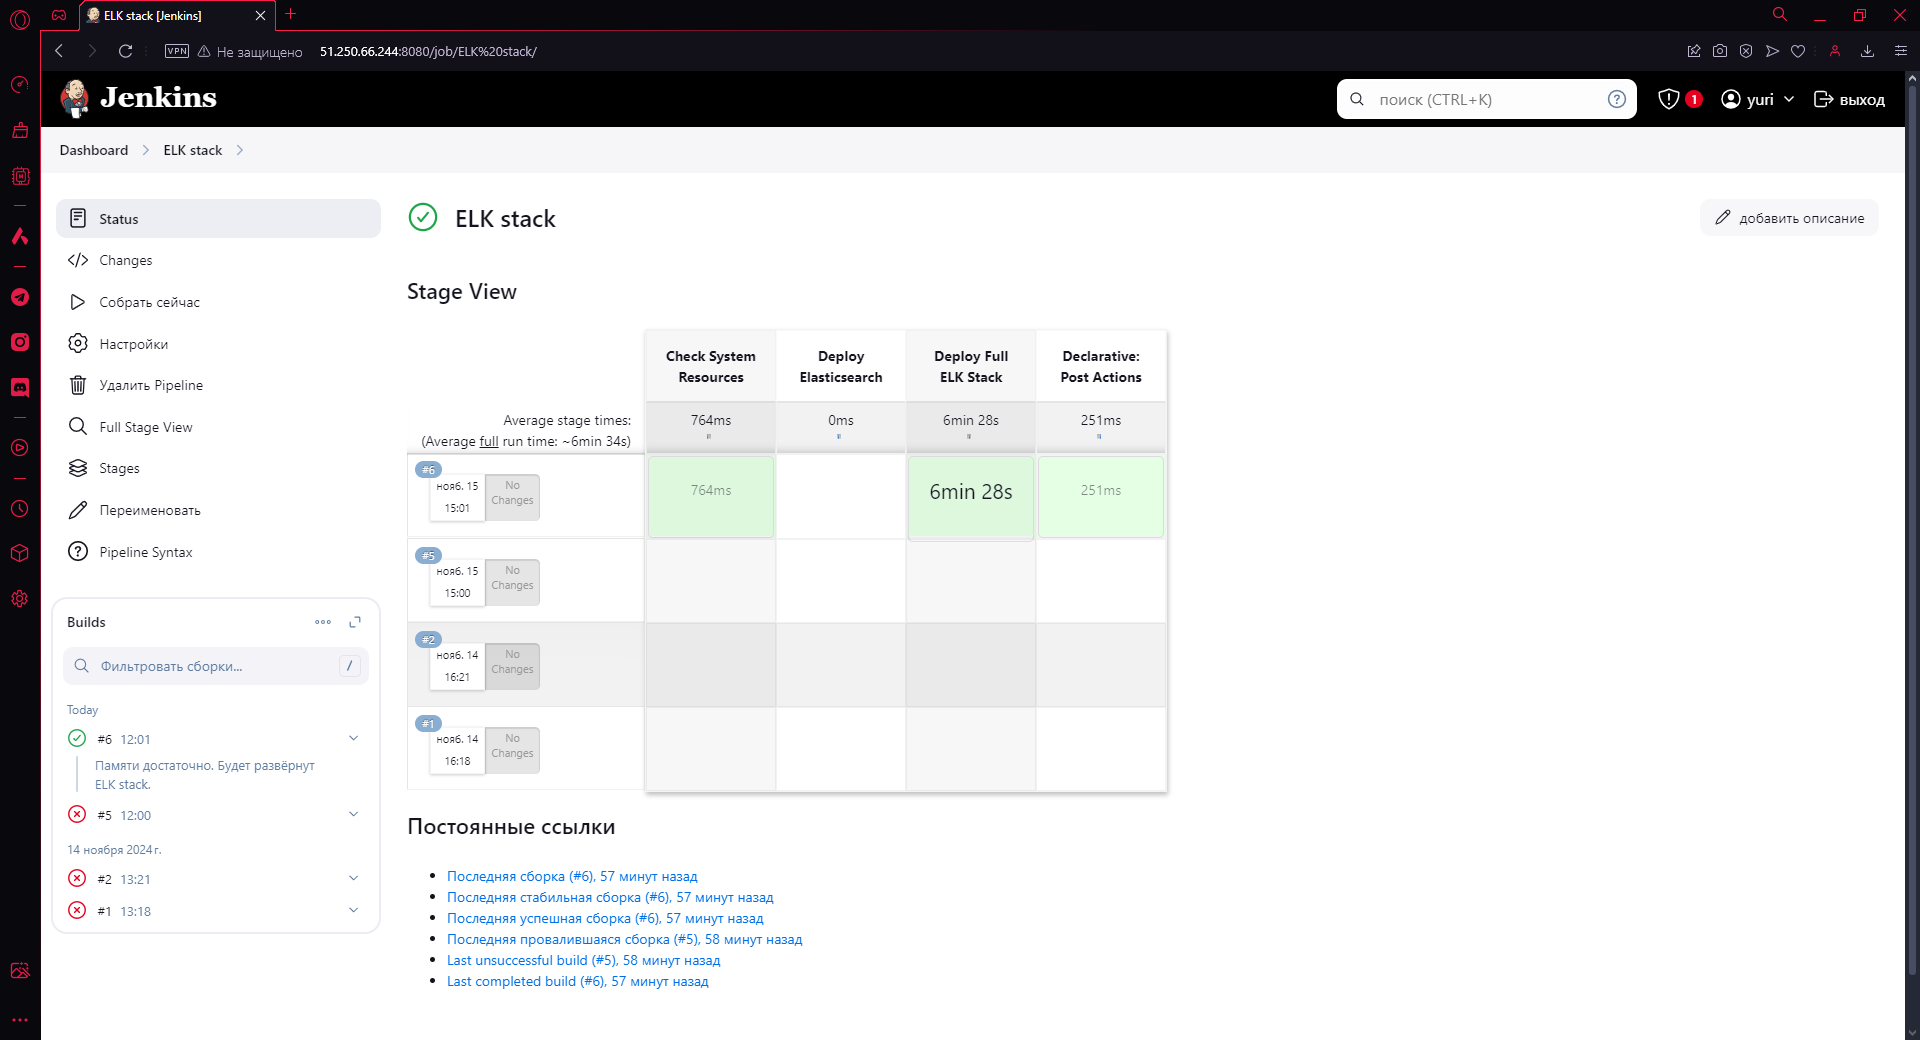 ELK stack [Jenkins]
VPN
Не защищено
51.250.66.244:8080/job/ELK%20stack/
Jenkins
поиск (CTRL+K)
?
1
yuri
выход
Dashboard
ELK stack
Status
Changes
Собрать сейчас
Настройки
Удалить Pipeline
Full Stage View
Stages
Переименовать
Pipeline Syntax
Builds
Фильтровать сборки...
/
Today
#6 12:01
Памяти достаточно. Будет развёрнут
ELK stack.
#5 12:00
14 ноября 2024 г.
#2 13:21
#1 13:18
ELK stack
добавить описание
Stage View
Check System
Resources
Deploy
Elasticsearch
Deploy Full
ELK Stack
Declarative:
Post Actions
Average stage times:
(Average full run time: ~6min 34s)
764ms
0ms
6min 28s
251ms
#6
нояб. 15
15:01
No
Changes
764ms
6min 28s
251ms
#5
нояб. 15
15:00
No
Changes
#2
нояб. 14
16:21
No
Changes
#1
нояб. 14
16:18
No
Changes
Постоянные ссылки
Последняя сборка (#6), 57 минут назад
Последняя стабильная сборка (#6), 57 минут назад
Последняя успешная сборка (#6), 57 минут назад
Последняя провалившаяся сборка (#5), 58 минут назад
Last unsuccessful build (#5), 58 минут назад
Last completed build (#6), 57 минут назад